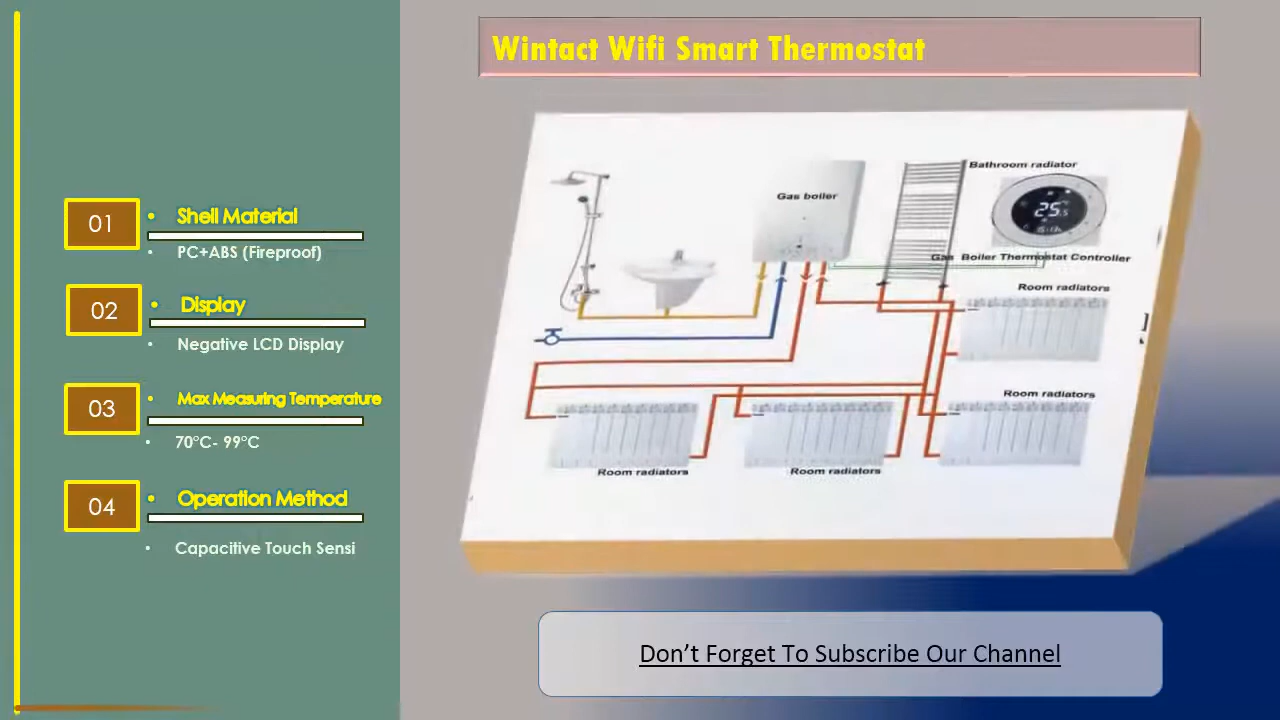 Wintact Wifi Smart Thermostat
01
• Shell Material
• PC+ABS (Fireproof)
02
• Display
• Negative LCD Display
03
• Max Measuring Temperature
• 70°C- 99°C
04
• Operation Method
• Capacitive Touch Sensi
Bathroom radiator
Gas boiler
25.5
Gas Boiler Thermostat Controller
Room radiators
Room radiators
Room radiators
Room radiators
Don’t Forget To Subscribe Our Channel